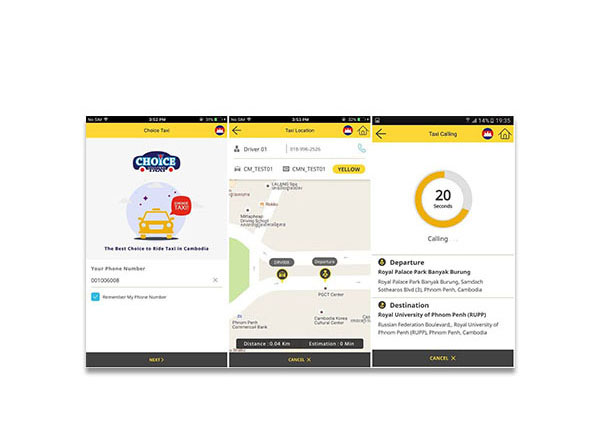 No SIM
3:52 PM
31%
Choice Taxi
CHOICE
TAXI
CHOICE
TAXI!
The Best Choice to Ride Taxi in Cambodia
Your Phone Number
001006008
Remember My Phone Number
NEXT
No SIM
3:53 PM
32%
Taxi Location
Driver 01
018-996-2526
CM_TEST01
CMN_TEST01
YELLOW
LALANG Spa
Rokku
Mittapheap
Driving School
DRIVER
Departure
PGCT Center
Phnom Penh
Commercial Bank
Cambodia Korea
Cultural Center
Distance : 0.04 Km
Estimation : 0 Min
CANCEL X
14%
19:35
Taxi Calling
20
Seconds
Calling
Departure
Royal Palace Park Banyak Burung
Royal Palace Park Banyak Burung, Samdach
Sothearos Blvd (3), Phnom Penh, Cambodia
Destination
Royal University of Phnom Penh (RUPP)
Russian Federation Boulevard,, Royal University of
Phnom Penh (RUPP), Phnom Penh, Cambodia
CANCEL X